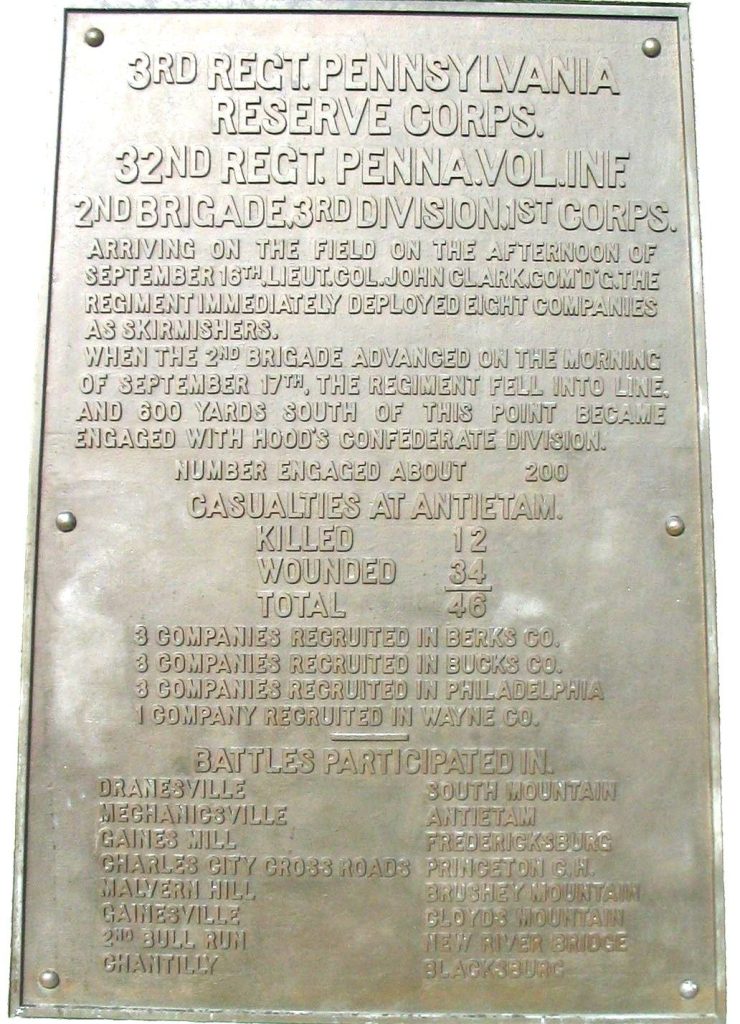 3RD REGT. PENNSYLVANIA
RESERVE CORPS.
32ND REGT. PENNA. VOL. INF.
2ND BRIGADE, 3RD DIVISION, 1ST CORPS.
ARRIVING ON THE FIELD ON THE AFTERNOON OF
SEPTEMBER 16TH, LIEUT. COL. JOHN CLARK, COM'D'G. THE
REGIMENT IMMEDIATELY DEPLOYED EIGHT COMPANIES
AS SKIRMISHERS.
WHEN THE 2ND BRIGADE ADVANCED ON THE MORNING
OF SEPTEMBER 17TH, THE REGIMENT FELL INTO LINE,
AND 600 YARDS SOUTH OF THIS POINT BECAME
ENGAGED WITH HOOD'S CONFEDERATE DIVISION.
NUMBER ENGAGED ABOUT 200
CASUALTIES AT ANTIETAM.
KILLED 12
WOUNDED 34
TOTAL 46
3 COMPANIES RECRUITED IN BERKS CO.
3 COMPANIES RECRUITED IN BUCKS CO.
3 COMPANIES RECRUITED IN PHILADELPHIA
1 COMPANY RECRUITED IN WAYNE CO.
BATTLES PARTICIPATED IN.
DRANESVILLE
MECHANICSVILLE
GAINES MILL
CHARLES CITY CROSS ROADS
MALVERN HILL
GAINESVILLE
2ND BULL RUN
CHANTILLY
SOUTH MOUNTAIN
ANTIETAM
FREDERICKSBURG
PRINCETON C.H.
BRUSHEY MOUNTAIN
CLOYDS MOUNTAIN
NEW RIVER BRIDGE
BLACKSBURG